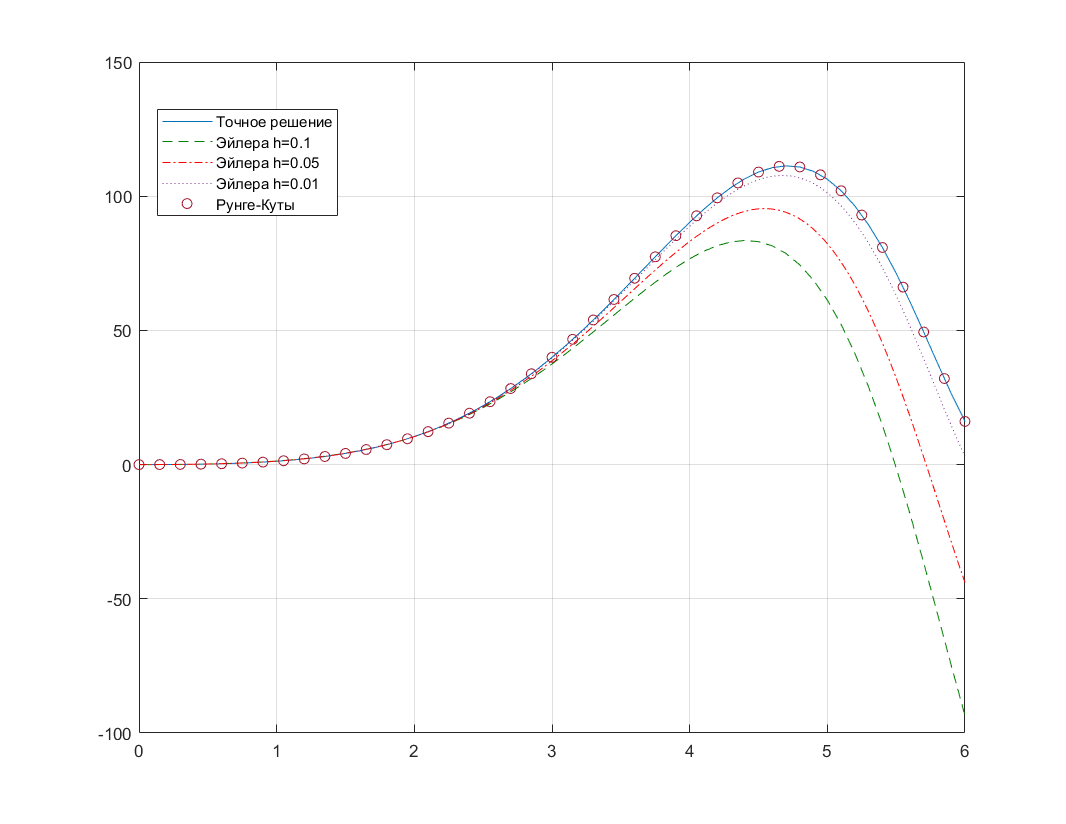 150
100
50
0
-50
-100
Точное решение
Эйлера h=0.1
Эйлера h=0.05
Эйлера h=0.01
Рунге-Куты
0 1 2 3 4 5 6